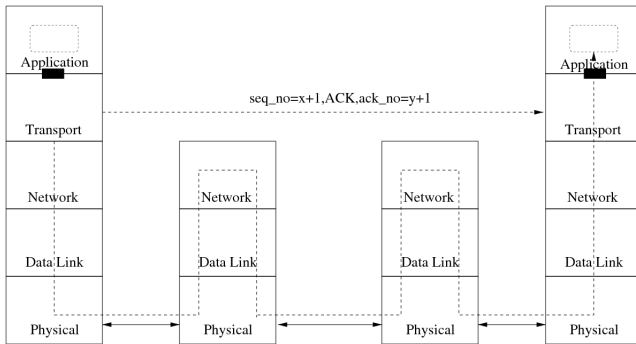 Application
Application
seq_no=x+1,ACK,ack_no=y+1
Transport
Transport
Network
Network
Network
Network
Data Link
Data Link
Data Link
Data Link
Physical
Physical
Physical
Physical